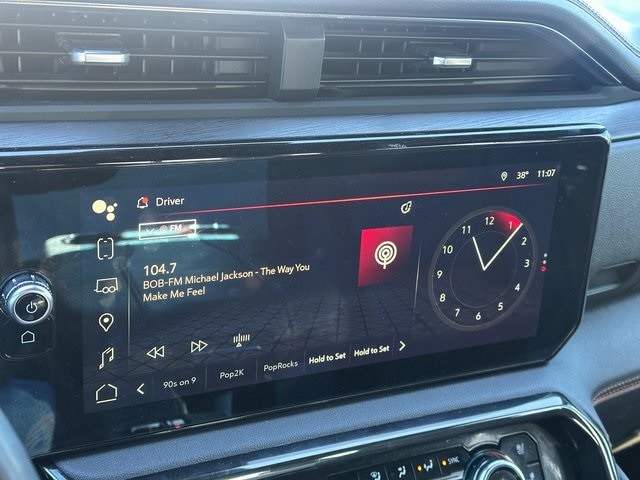 Driver
38° 11:07
FM
104.7
BOB-FM Michael Jackson - The Way You
Make Me Feel
12
1
2
3
4
5
6
7
8
9
10
11
90s on 9
Pop2K
PopRocks
Hold to Set
Hold to Set
SYNC